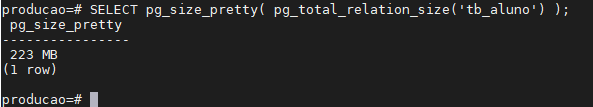 producao=# SELECT pg_size_pretty( pg_total_relation_size('tb_aluno') );
 pg_size_pretty
----------------
 223 MB
(1 row)
producao=#